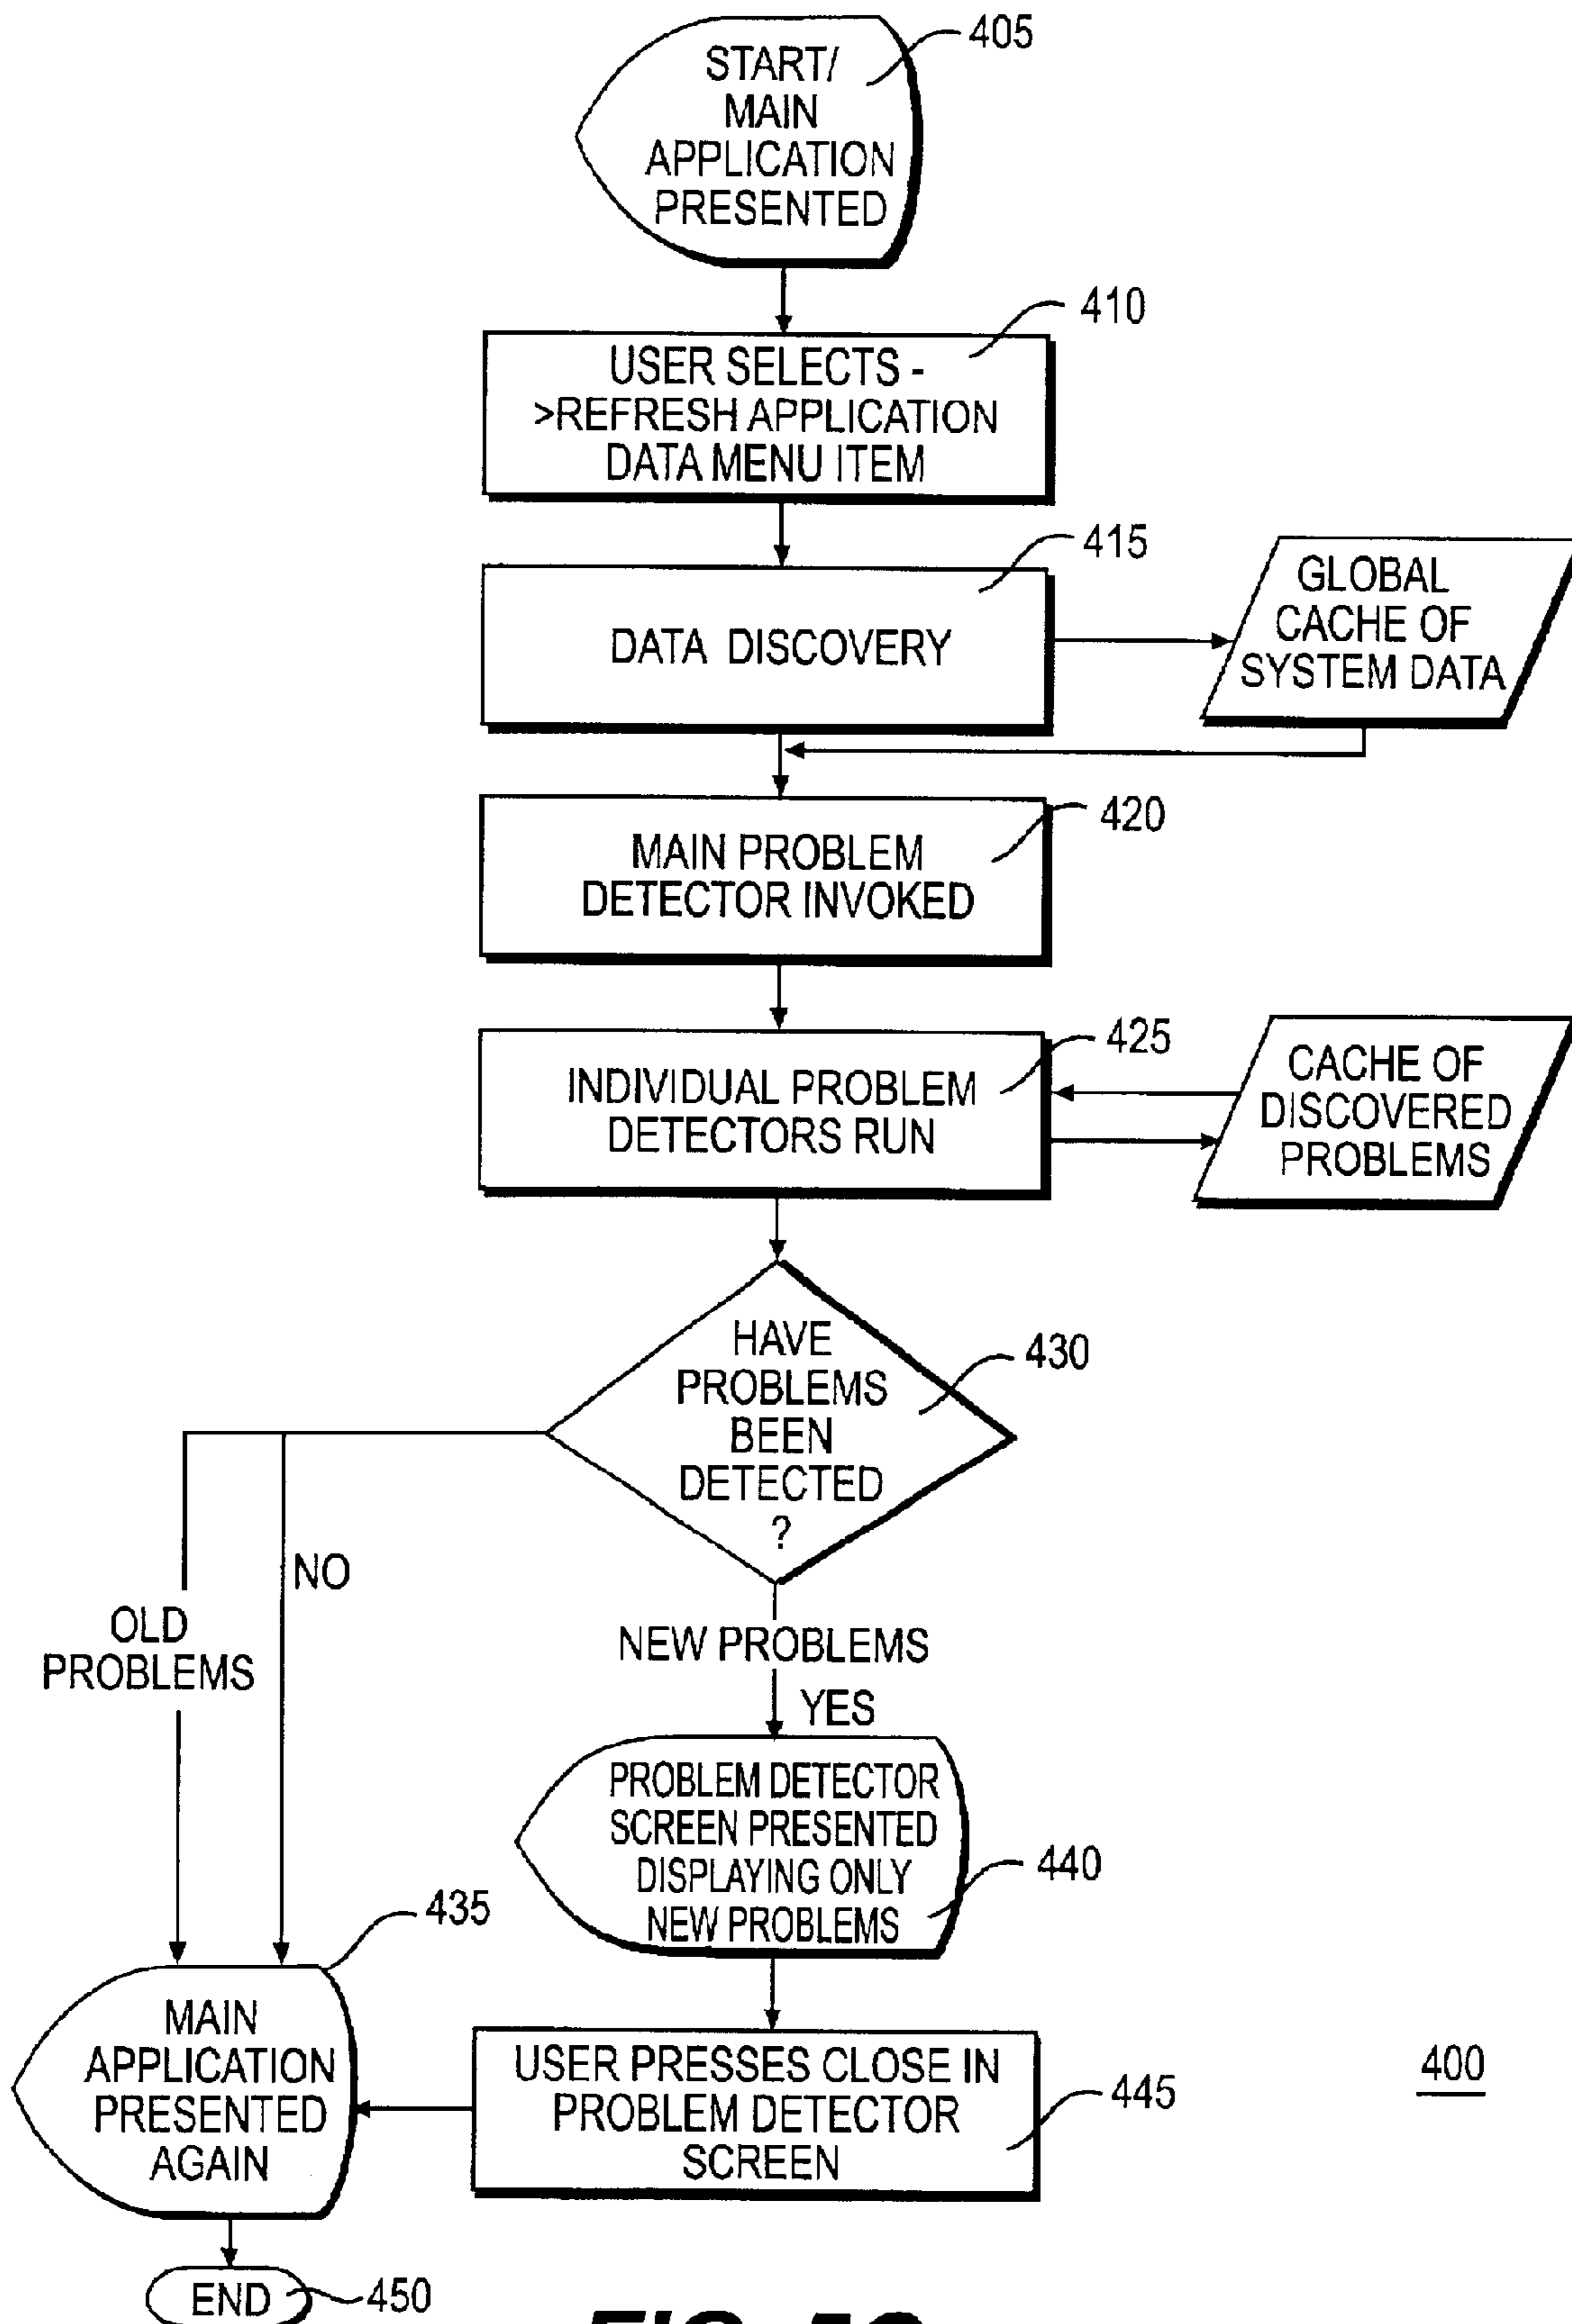 405
START/
MAIN
APPLICATION
PRESENTED
410
USER SELECTS -
>REFRESH APPLICATION
DATA MENU ITEM
415
DATA DISCOVERY
GLOBAL
CACHE OF
SYSTEM DATA
420
MAIN PROBLEM
DETECTOR INVOKED
425
INDIVIDUAL PROBLEM
DETECTORS RUN
CACHE OF
DISCOVERED
PROBLEMS
430
HAVE
PROBLEMS
BEEN
DETECTED
?
NO
OLD
PROBLEMS
NEW PROBLEMS
YES
PROBLEM DETECTOR
SCREEN PRESENTED
DISPLAYING ONLY
NEW PROBLEMS
440
435
MAIN
APPLICATION
PRESENTED
AGAIN
USER PRESSES CLOSE IN
PROBLEM DETECTOR
SCREEN
445
400
END
450